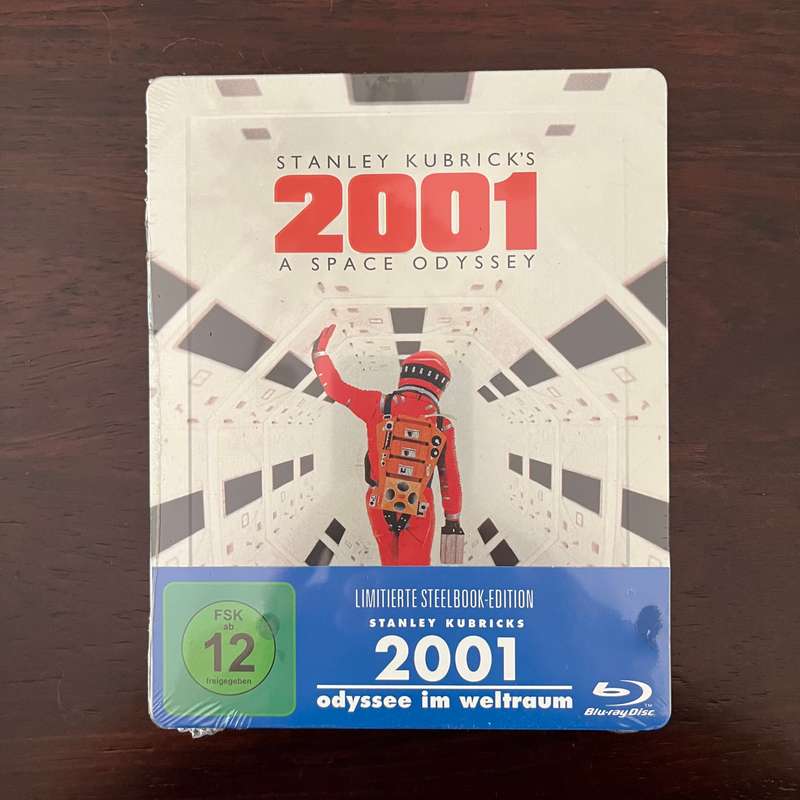 STANLEY KUBRICK'S
2001
A SPACE ODYSSEY
FSK
ab
12
freigegeben
LIMITIERTE STEELBOOK-EDITION
STANLEY KUBRICKS
2001
odyssee im weltraum
Blu-ray Disc
TM